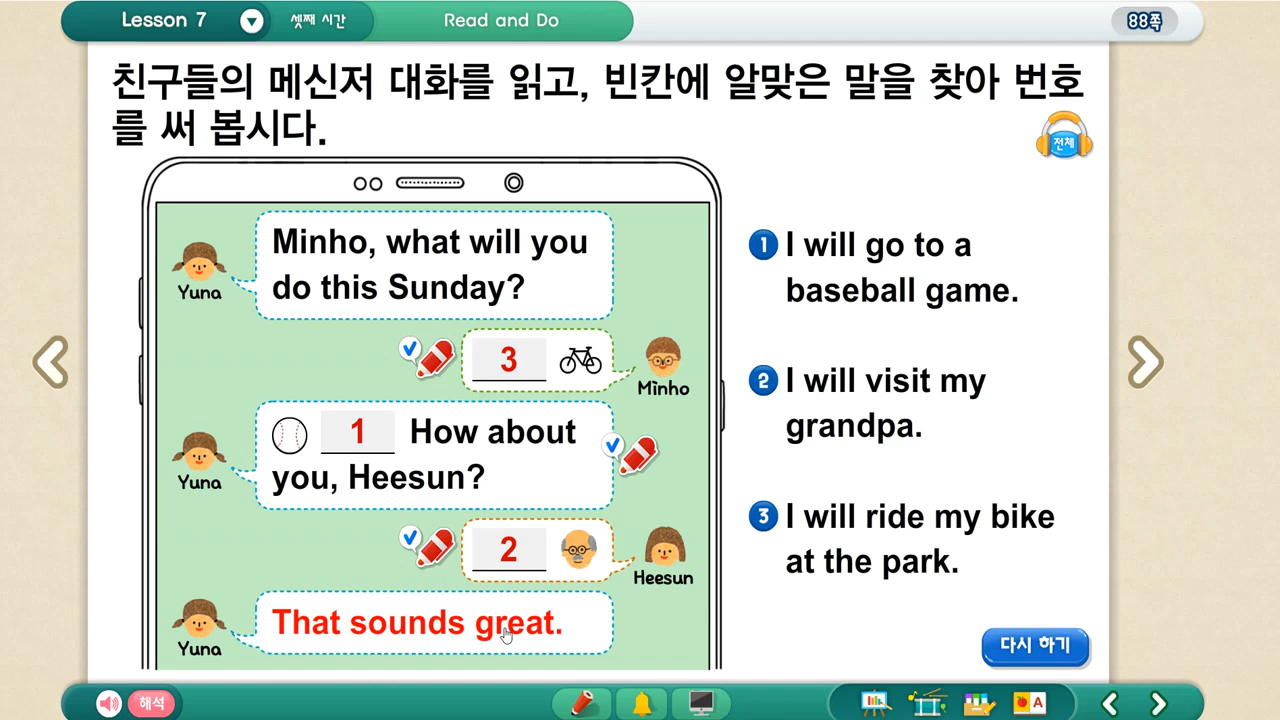 Lesson 7
셋째 시간
Read and Do
88쪽
친구들의 메신저 대화를 읽고, 빈칸에 알맞은 말을 찾아 번호
를 써 봅시다.
전체
Minho, what will you
do this Sunday?
Yuna
3
Minho
1 How about
you, Heesun?
Yuna
2
Heesun
That sounds great.
Yuna
1 I will go to a
baseball game.
2 I will visit my
grandpa.
3 I will ride my bike
at the park.
다시 하기
해석
A